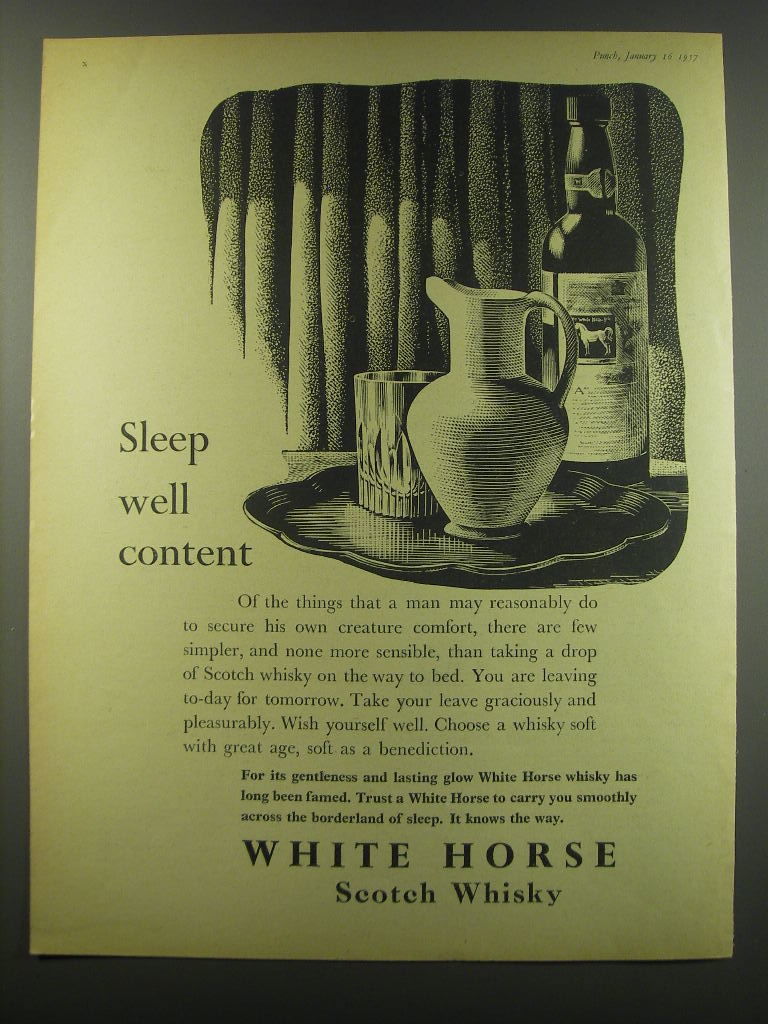 x
Punch, January 16 1957
White Horse
Sleep
well
content
Of the things that a man may reasonably do
to secure his own creature comfort, there are few
simpler, and none more sensible, than taking a drop
of Scotch whisky on the way to bed. You are leaving
to-day for tomorrow. Take your leave graciously and
pleasurably. Wish yourself well. Choose a whisky soft
with great age, soft as a benediction.
For its gentleness and lasting glow White Horse whisky has
long been famed. Trust a White Horse to carry you smoothly
across the borderland of sleep. It knows the way.
WHITE HORSE
Scotch Whisky